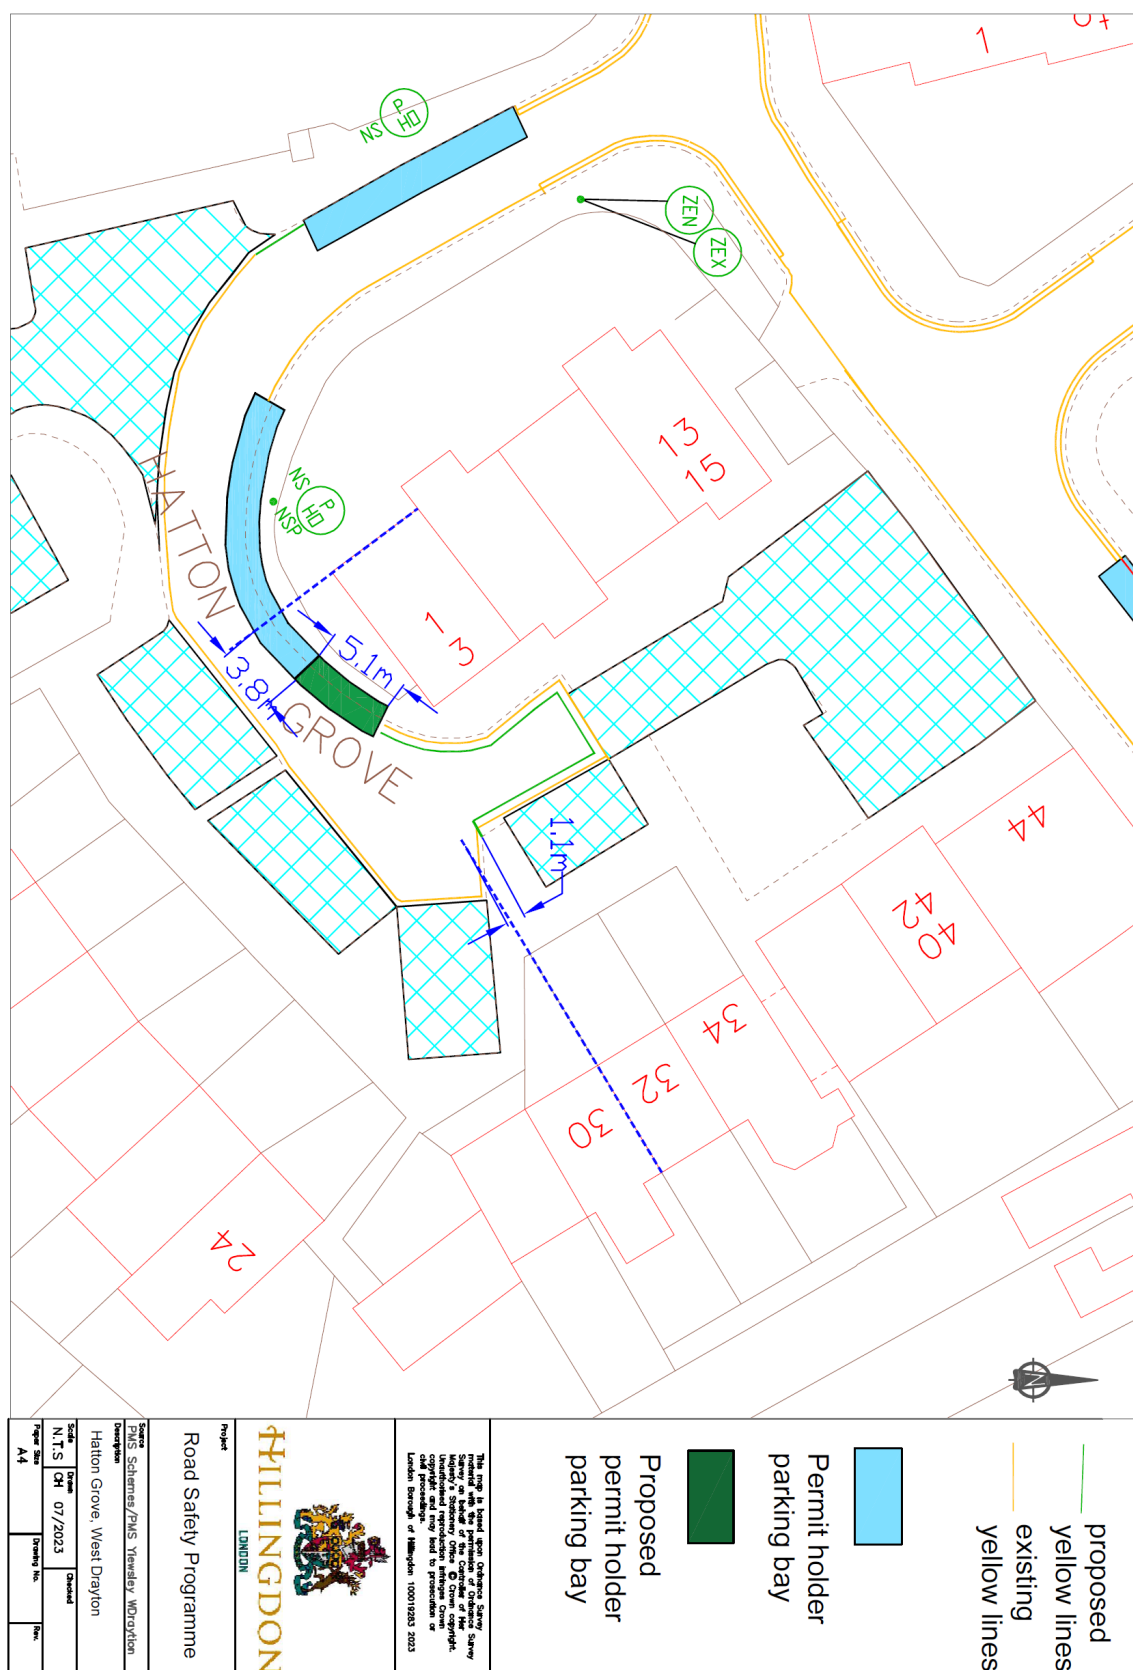 1
P
HD
NS
ZEN
ZEX
13
15
NS
P
HD
NSP
HATTON
GROVE
1
3
5.1m
3.8m
1.1m
44
42
40
34
32
30
24
N
proposed
yellow lines
existing
yellow lines
Permit holder
parking bay
Proposed
permit holder
parking bay
This map is based upon Ordnance Survey
material with the permission of Ordnance Survey
Survey on behalf of the Controller of Her
Majesty's Stationery Office © Crown copyright.
Unauthorised reproduction infringes Crown
copyright and may lead to prosecution or
civil proceedings.
London Borough of Hillingdon 100019283 2023
HILLINGDON
LONDON
Project
Road Safety Programme
Source
PMS Schemes/PMS Yiewsley WDrayton
Description
Hatton Grove, West Drayton
Scale
N.T.S
Drawn
CH 07/2023
Checked
Paper Size
A4
Drawing No.
Rev.